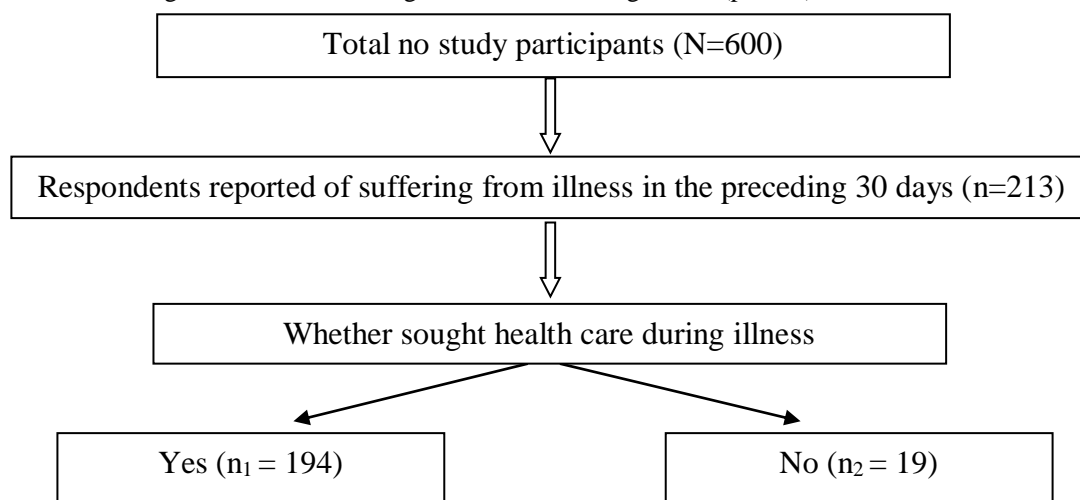 Total no study participants (N=600)
Respondents reported of suffering from illness in the preceding 30 days (n=213)
Whether sought health care during illness
Yes (n₁ = 194)
No (n₂ = 19)